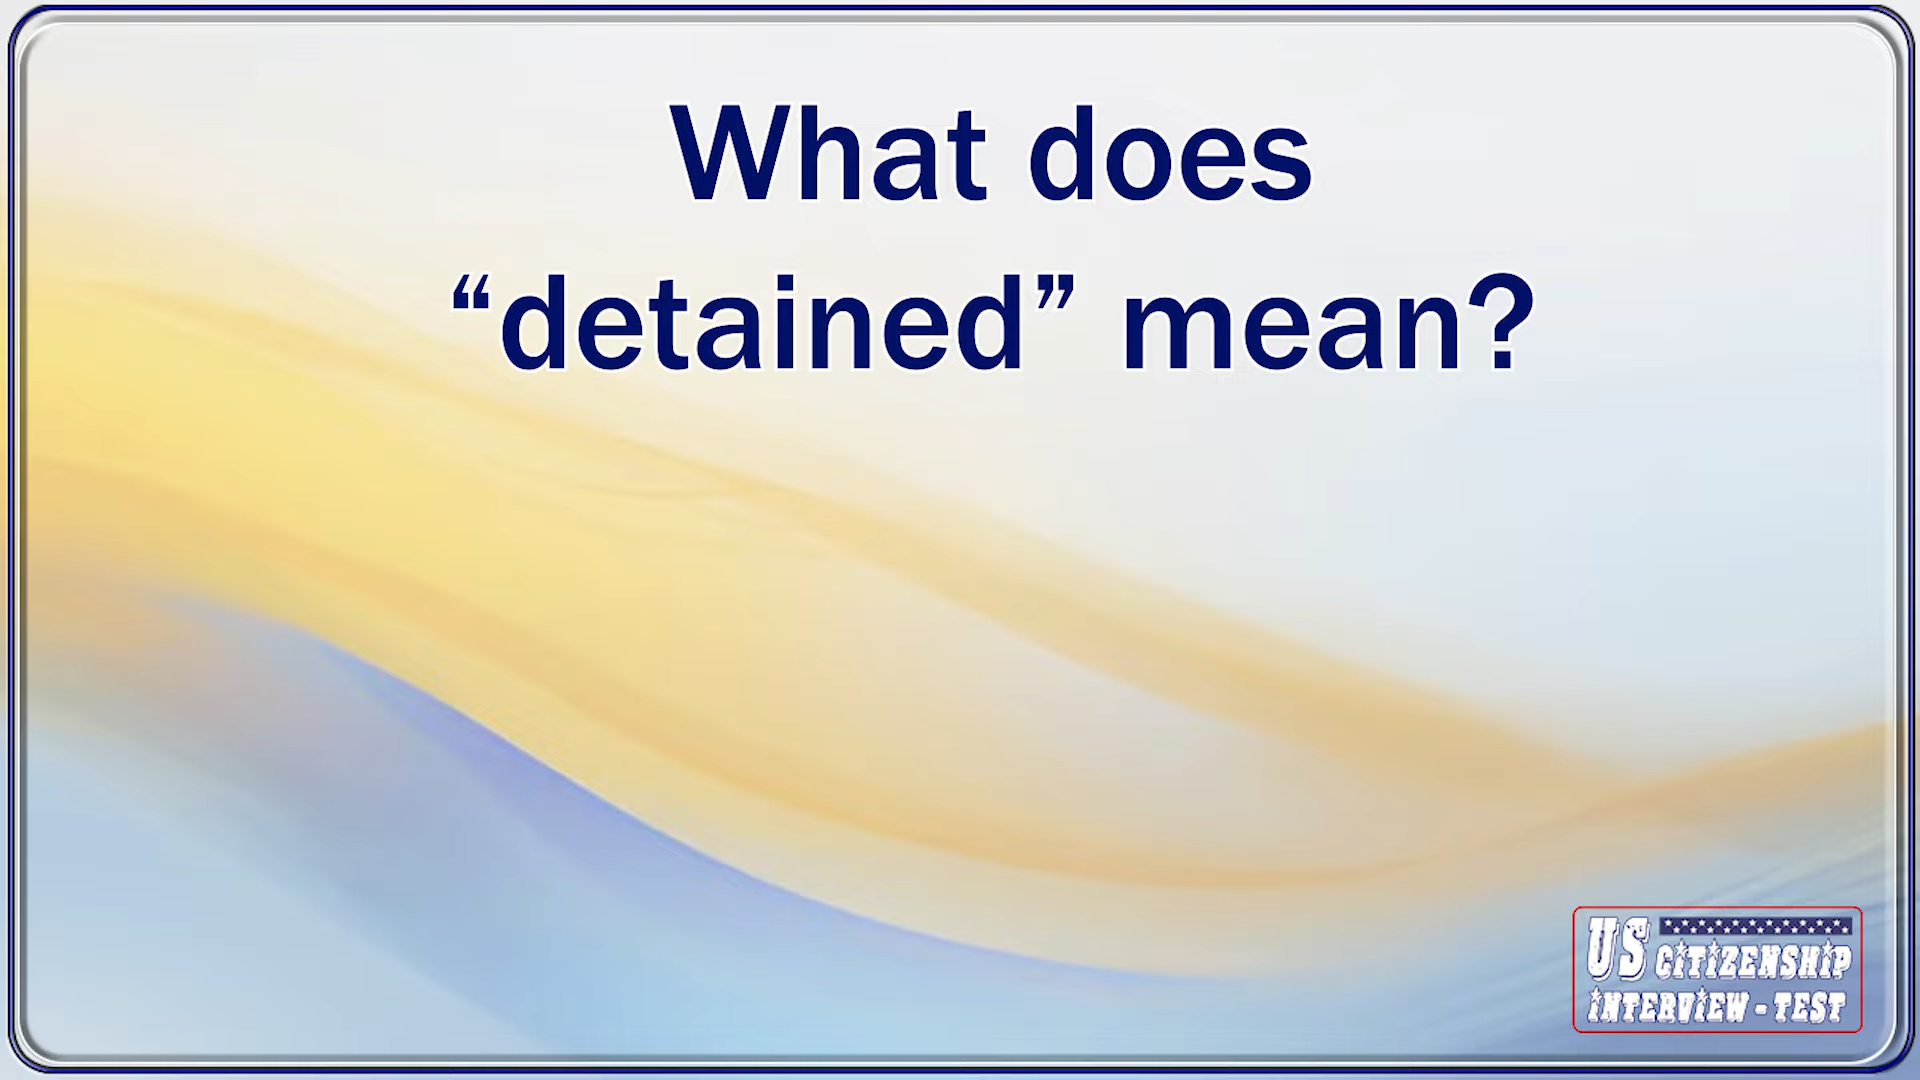 What does
“detained” mean?
US CITIZENSHIP
INTERVIEW - TEST